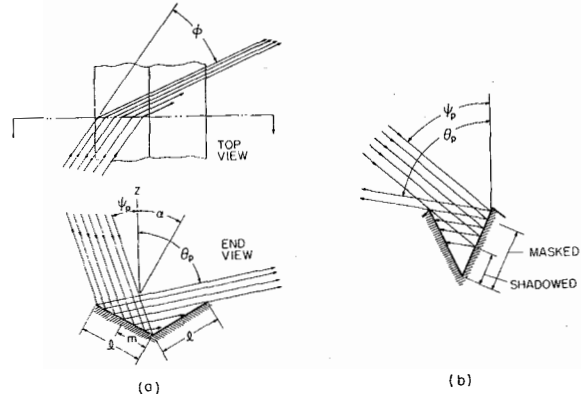 φ
TOP
VIEW
ψp
z
α
θp
END
VIEW
l
m
l
(a)
ψp
θp
MASKED
SHADOWED
(b)